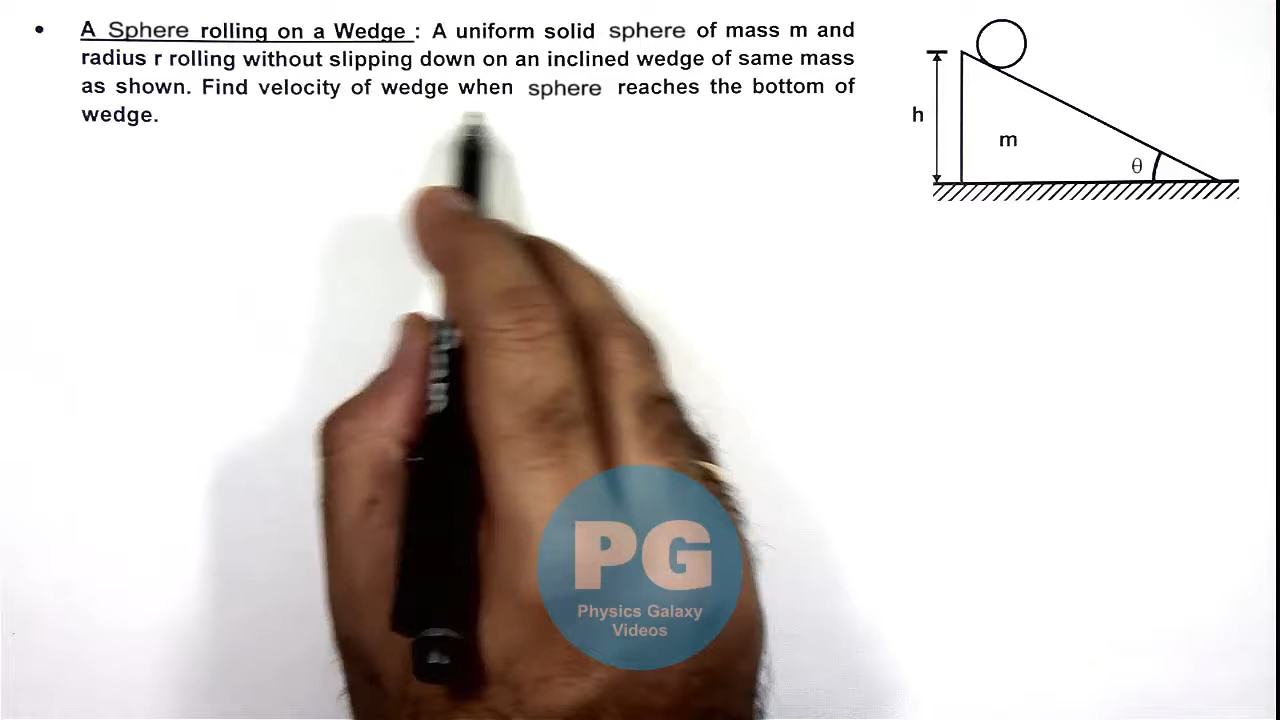 • A Sphere rolling on a Wedge : A uniform solid sphere of mass m and
radius r rolling without slipping down on an inclined wedge of same mass
as shown. Find velocity of wedge when sphere reaches the bottom of
wedge.
h
m
θ
PG
Physics Galaxy
Videos